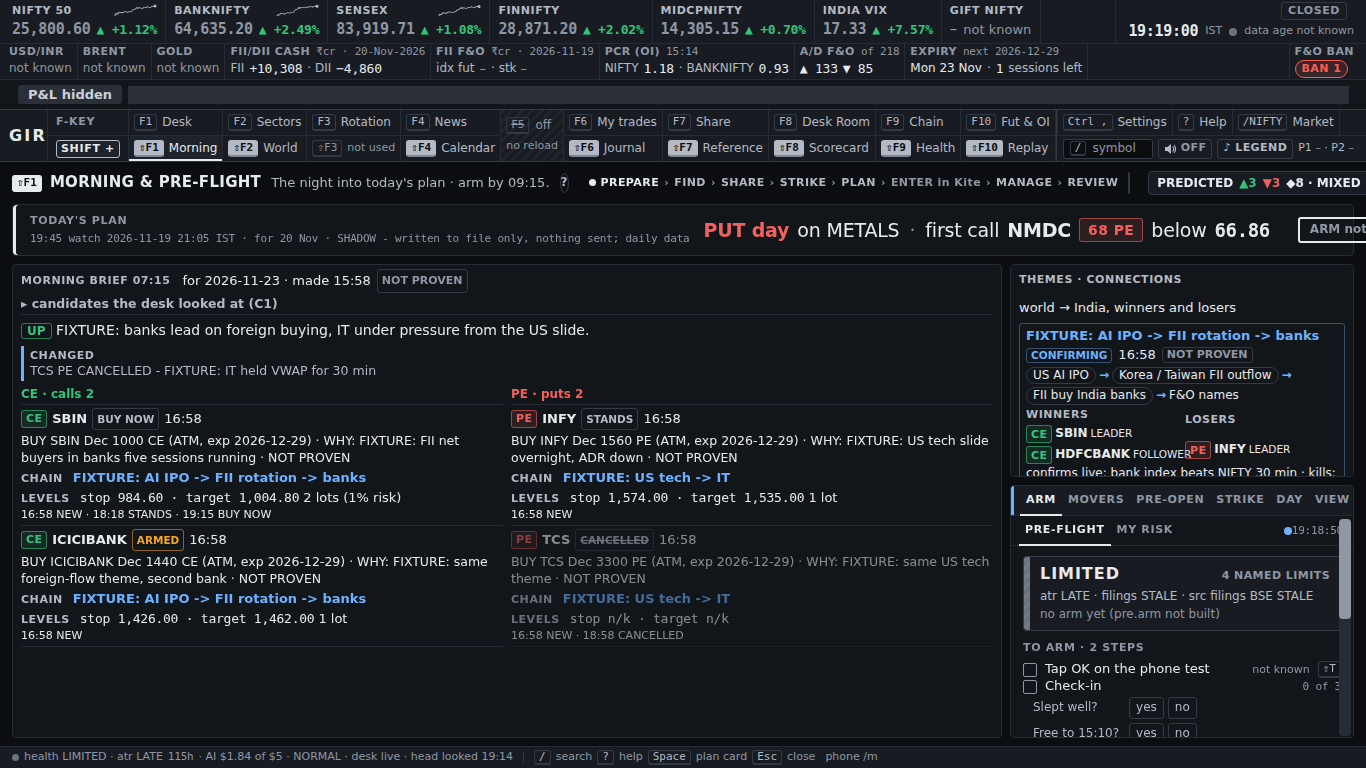 NIFTY 50
25,800.60 ▲ +1.12%
BANKNIFTY
64,635.20 ▲ +2.49%
SENSEX
83,919.71 ▲ +1.08%
FINNIFTY
28,871.20 ▲ +2.02%
MIDCPNIFTY
14,305.15 ▲ +0.70%
INDIA VIX
17.33 ▲ +7.57%
GIFT NIFTY
— not known
CLOSED
19:19:00 IST ● data age not known
USD/INR
not known
BRENT
not known
GOLD
not known
FII/DII CASH ₹cr · 20-Nov-2026
FII +10,308 · DII −4,860
FII F&O ₹cr · 2026-11-19
idx fut – · stk –
PCR (OI) 15:14
NIFTY 1.18 · BANKNIFTY 0.93
A/D F&O of 218
▲ 133 ▼ 85
EXPIRY next 2026-12-29
Mon 23 Nov · 1 sessions left
F&O BAN
BAN 1
P&L hidden
GIR
F-KEY
F1 Desk
F2 Sectors
F3 Rotation
F4 News
F5 off
no reload
F6 My trades
F7 Share
F8 Desk Room
F9 Chain
F10 Fut & OI
Ctrl , Settings
? Help
/NIFTY Market
SHIFT +
⇧F1 Morning
⇧F2 World
⇧F3 not used
⇧F4 Calendar
⇧F6 Journal
⇧F7 Reference
⇧F8 Scorecard
⇧F9 Health
⇧F10 Replay
/ symbol
OFF
♪ LEGEND
P1 – · P2 –
⇧F1 MORNING & PRE-FLIGHT The night into today's plan · arm by 09:15. ?
● PREPARE › FIND › SHARE › STRIKE › PLAN › ENTER in Kite › MANAGE › REVIEW
PREDICTED ▲3 ▼3 ◆8 · MIXED
TODAY'S PLAN
19:45 watch 2026-11-19 21:05 IST · for 20 Nov · SHADOW - written to file only, nothing sent; daily data
PUT day on METALS · first call NMDC 68 PE below 66.86
ARM not
MORNING BRIEF 07:15 for 2026-11-23 · made 15:58 NOT PROVEN
▸ candidates the desk looked at (C1)
UP FIXTURE: banks lead on foreign buying, IT under pressure from the US slide.
CHANGED
TCS PE CANCELLED - FIXTURE: IT held VWAP for 30 min
CE · calls 2
CE SBIN BUY NOW 16:58
BUY SBIN Dec 1000 CE (ATM, exp 2026-12-29) · WHY: FIXTURE: FII net
buyers in banks five sessions running · NOT PROVEN
CHAIN FIXTURE: AI IPO -> FII rotation -> banks
LEVELS stop 984.60 · target 1,004.80 2 lots (1% risk)
16:58 NEW · 18:18 STANDS · 19:15 BUY NOW
CE ICICIBANK ARMED 16:58
BUY ICICIBANK Dec 1440 CE (ATM, exp 2026-12-29) · WHY: FIXTURE: same
foreign-flow theme, second bank · NOT PROVEN
CHAIN FIXTURE: AI IPO -> FII rotation -> banks
LEVELS stop 1,426.00 · target 1,462.00 1 lot
16:58 NEW
PE · puts 2
PE INFY STANDS 16:58
BUY INFY Dec 1560 PE (ATM, exp 2026-12-29) · WHY: FIXTURE: US tech slide
overnight, ADR down · NOT PROVEN
CHAIN FIXTURE: US tech -> IT
LEVELS stop 1,574.00 · target 1,535.00 1 lot
16:58 NEW
PE TCS CANCELLED 16:58
BUY TCS Dec 3300 PE (ATM, exp 2026-12-29) · WHY: FIXTURE: same US tech
theme · NOT PROVEN
CHAIN FIXTURE: US tech -> IT
LEVELS stop n/k · target n/k
16:58 NEW · 18:58 CANCELLED
THEMES · CONNECTIONS
world → India, winners and losers
FIXTURE: AI IPO -> FII rotation -> banks
CONFIRMING 16:58 NOT PROVEN
US AI IPO → Korea / Taiwan FII outflow →
FII buy India banks → F&O names
WINNERS
CE SBIN LEADER
CE HDFCBANK FOLLOWER
LOSERS
PE INFY LEADER
confirms live: bank index beats NIFTY 30 min · kills:
ARM MOVERS PRE-OPEN STRIKE DAY VIEW
PRE-FLIGHT MY RISK ●19:18:50
LIMITED 4 NAMED LIMITS
atr LATE · filings STALE · src filings BSE STALE
no arm yet (pre.arm not built)
TO ARM · 2 STEPS
Tap OK on the phone test not known ⇧T
Check-in 0 of 3
Slept well? yes no
Free to 15:10? yes no
● health LIMITED · atr LATE 115h · AI $1.84 of $5 · NORMAL · desk live · head looked 19:14 / search ? help Space plan card Esc close phone /m